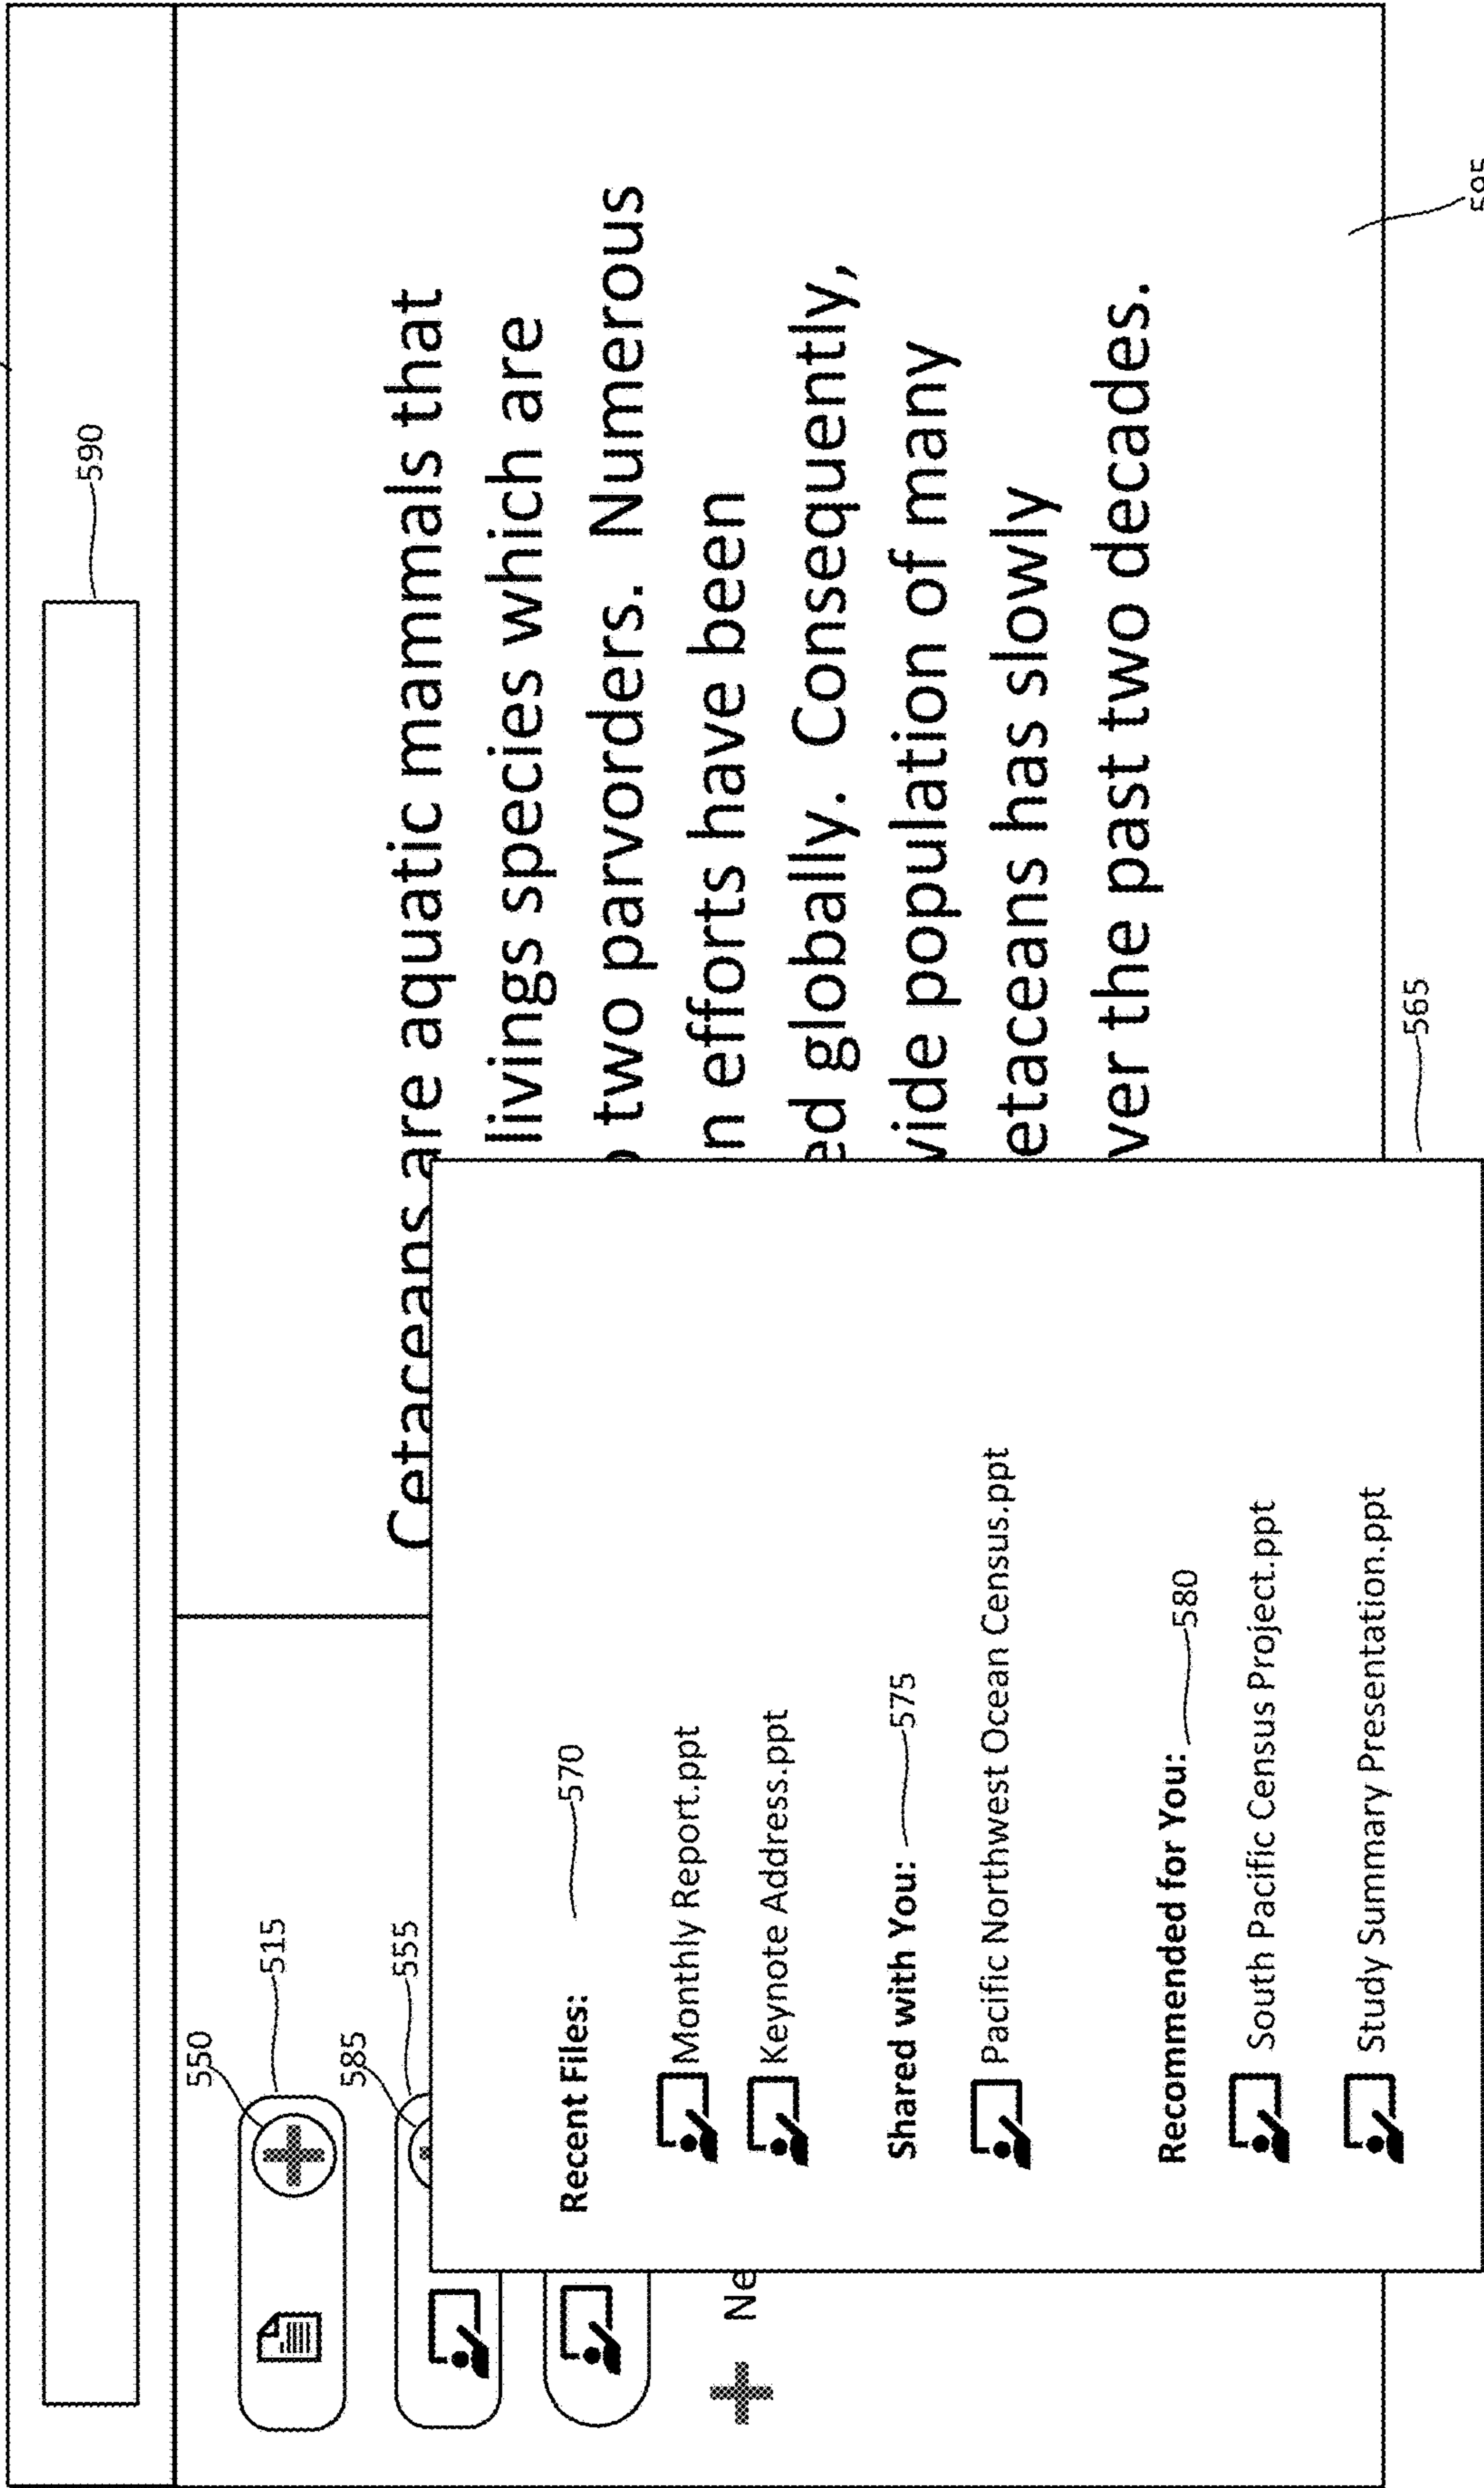 590
550
515
585
555
Cetaceans are aquatic mammals that
livings species which are
two parvorders.  Numerous
n efforts have been
ed globally.  Consequently,
vide population of many
etaceans has slowly
ver the past two decades.
Ne
Recent Files:
570
Monthly Report.ppt
Keynote Address.ppt
Shared with You:
575
Pacific Northwest Ocean Census.ppt
Recommended for You:
580
South Pacific Census Project.ppt
Study Summary Presentation.ppt
565
595